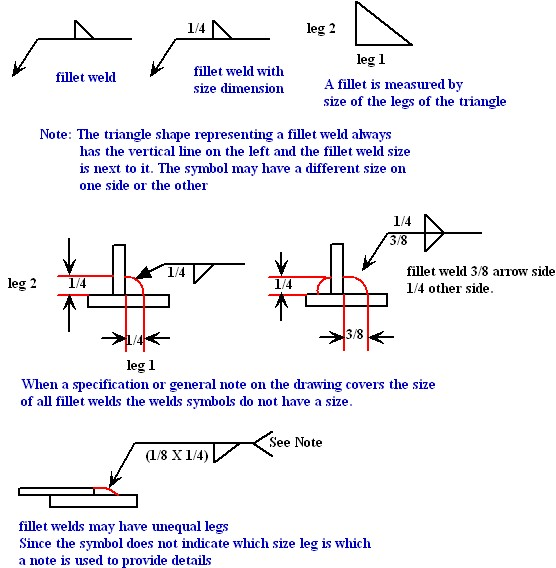 1/4
leg 2
leg 1
fillet weld
fillet weld with
size dimension
A fillet is measured by
size of the legs of the triangle
Note: The triangle shape representing a fillet weld always
has the vertical line on the left and the fillet weld size
is next to it. The symbol may have a different size on
one side or the other
1/4
3/8
leg 2
1/4
1/4
1/4
fillet weld 3/8 arrow side
1/4 other side.
1/4
3/8
leg 1
When a specification or general note on the drawing covers the size
of all fillet welds the welds symbols do not have a size.
(1/8 X 1/4)
See Note
fillet welds may have unequal legs
Since the symbol does not indicate which size leg is which
a note is used to provide details